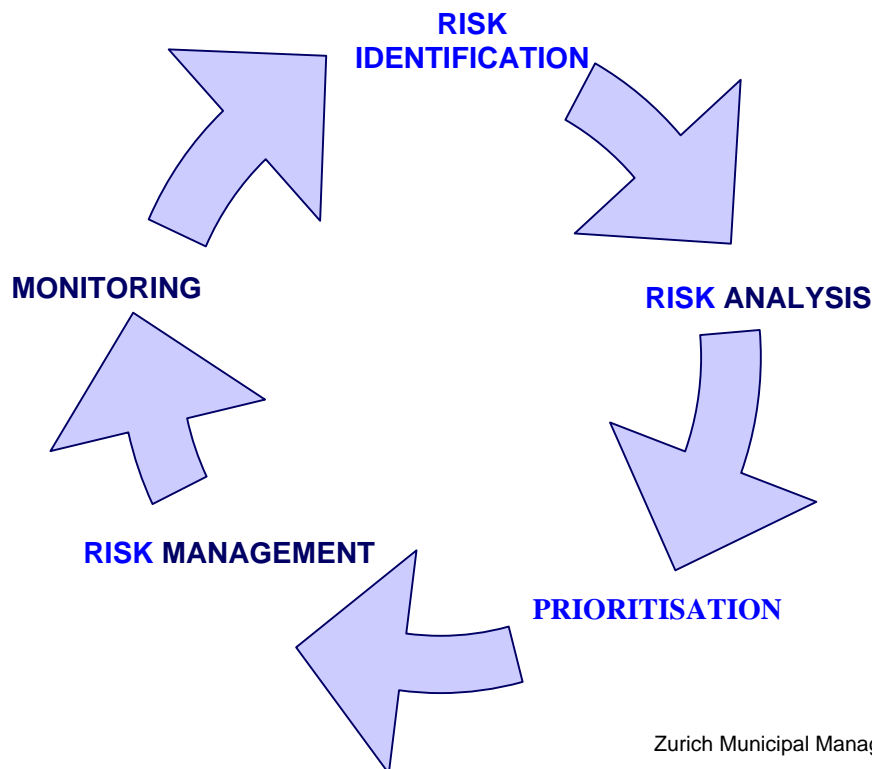 RISK
IDENTIFICATION
MONITORING
RISK ANALYSIS
RISK MANAGEMENT
PRIORITISATION
Zurich Municipal Manag